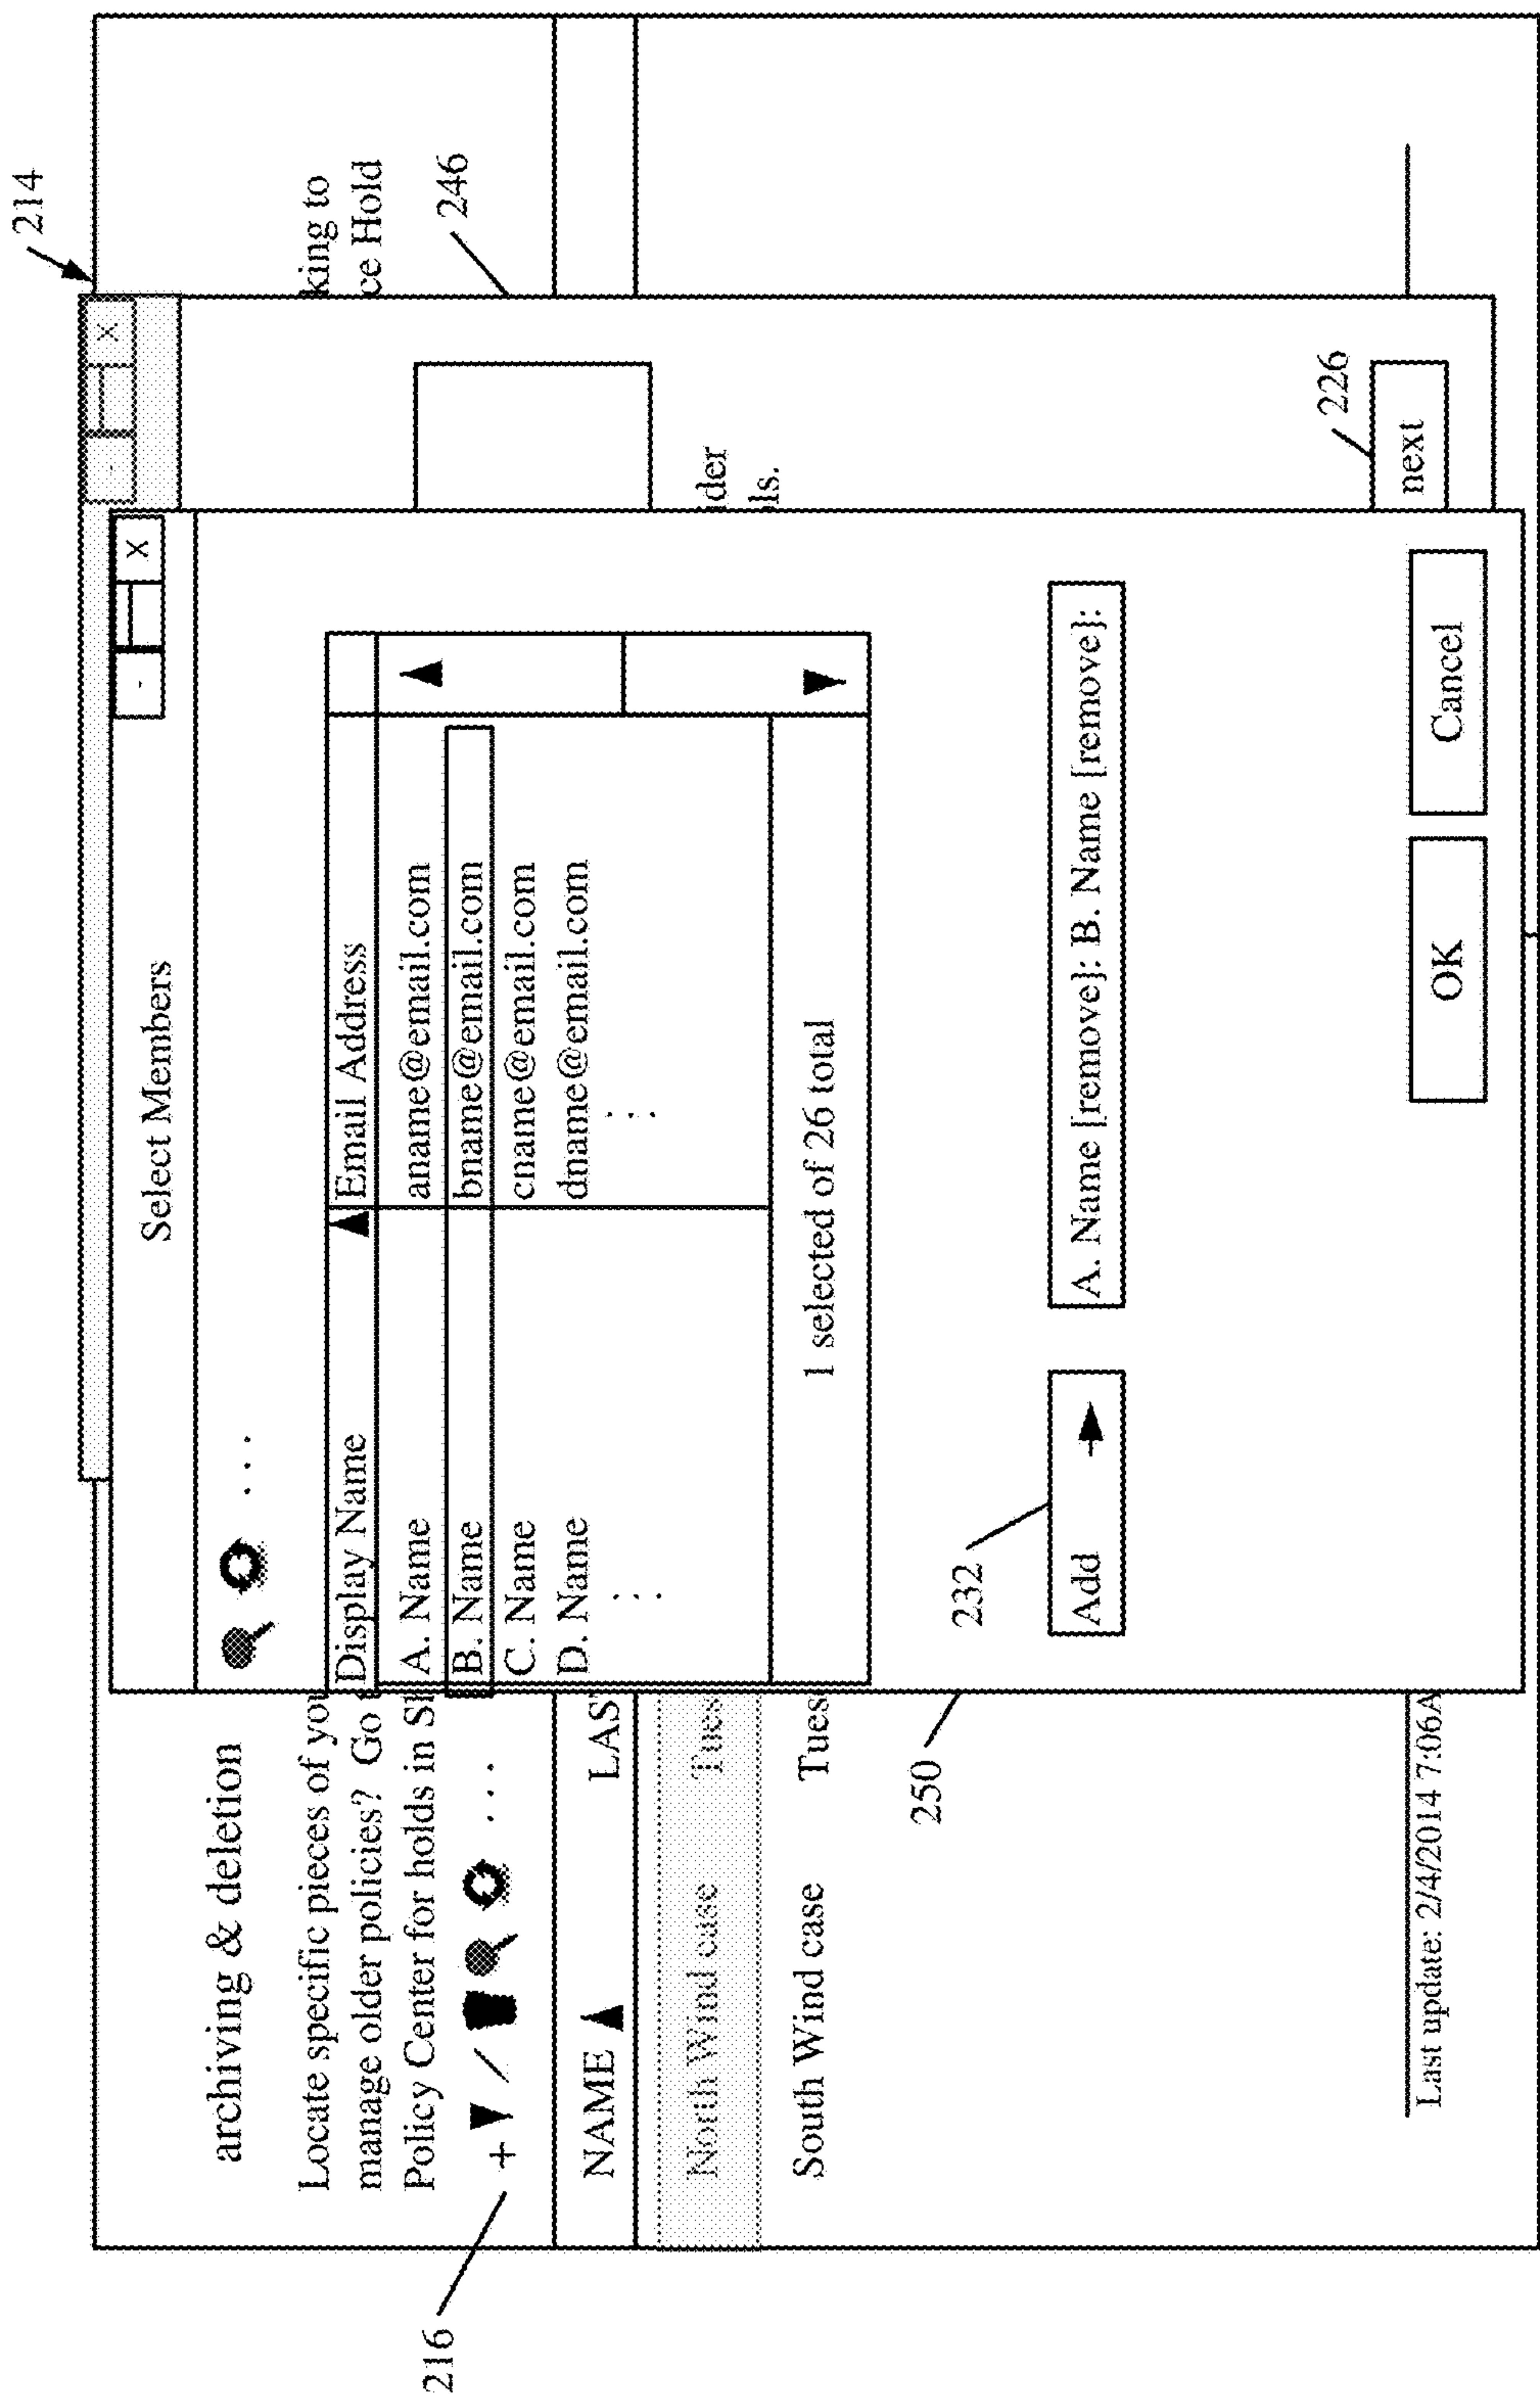 214
- X
Select Members
- X
archiving & deletion
Locate specific pieces of you
king to
manage older policies? Go
ce Hold
Policy Center for holds in S
246
216
+ / ...
...
Display Name Email Address
A. Name aname@email.com
B. Name bname@email.com
C. Name cname@email.com
D. Name dname@email.com
1 selected of 26 total
NAME LAS
North Wind case Tues
South Wind case Tues
der
ls.
250
232
Add A. Name [remove]; B. Name [remove];
226
next
OK Cancel
Last update: 2/4/2014 7:06A